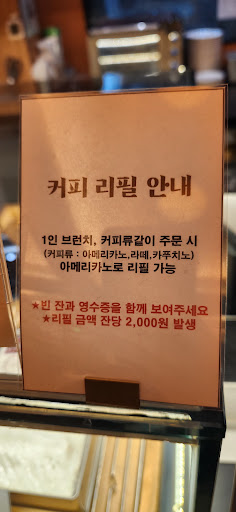 커피 리필 안내
1인 브런치, 커피류같이 주문 시
(커피류 : 아메리카노,라떼,카푸치노)
아메리카노로 리필 가능
★빈 잔과 영수증을 함께 보여주세요
★리필 금액 잔당 2,000원 발생